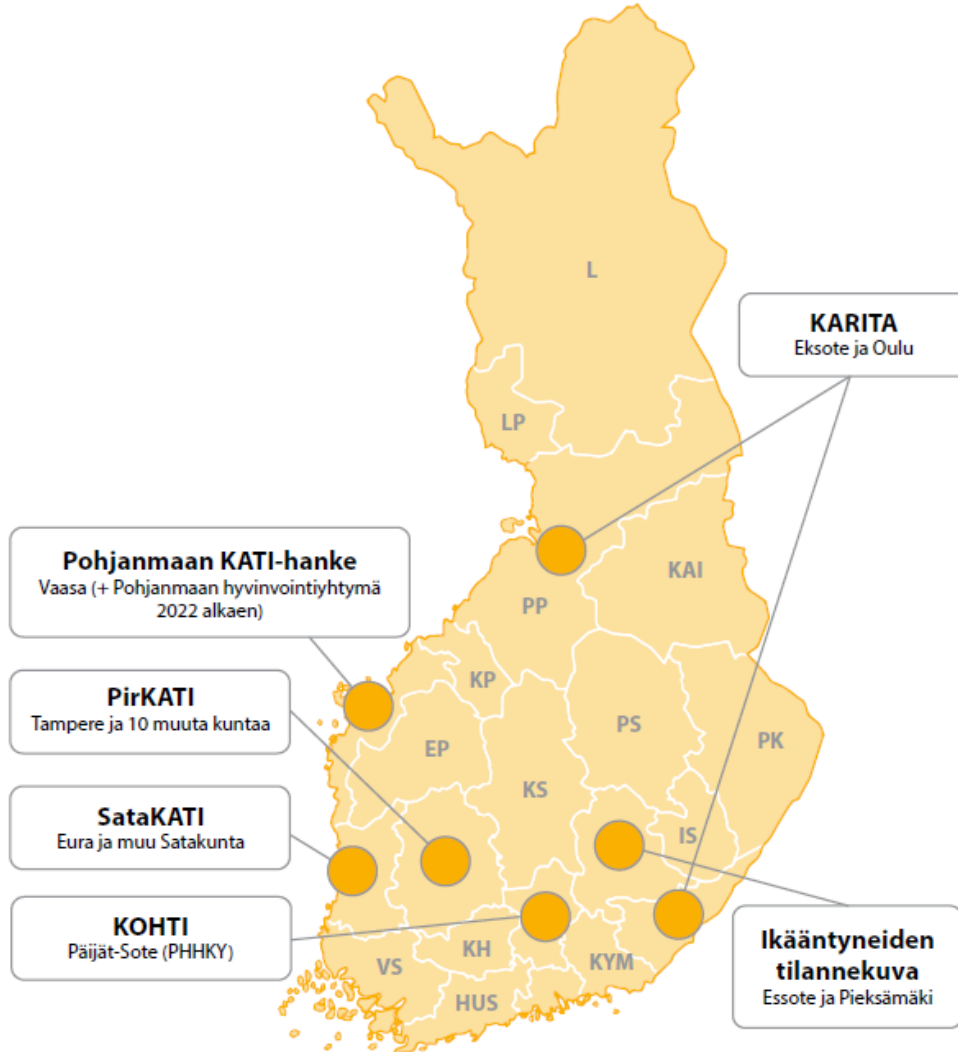 L
KARITA
Eksote ja Oulu
LP
Pohjanmaan KATI-hanke
Vaasa (+ Pohjanmaan hyvinvointiyhtymä
2022 alkaen)
KAI
PP
KP
PirKATI
Tampere ja 10 muuta kuntaa
EP
PS
PK
KS
SataKATI
Eura ja muu Satakunta
IS
KOHTI
Päijät-Sote (PHHKY)
VS
KH
KYM
HUS
Ikääntyneiden
tilannekuva
Essote ja Pieksämäki